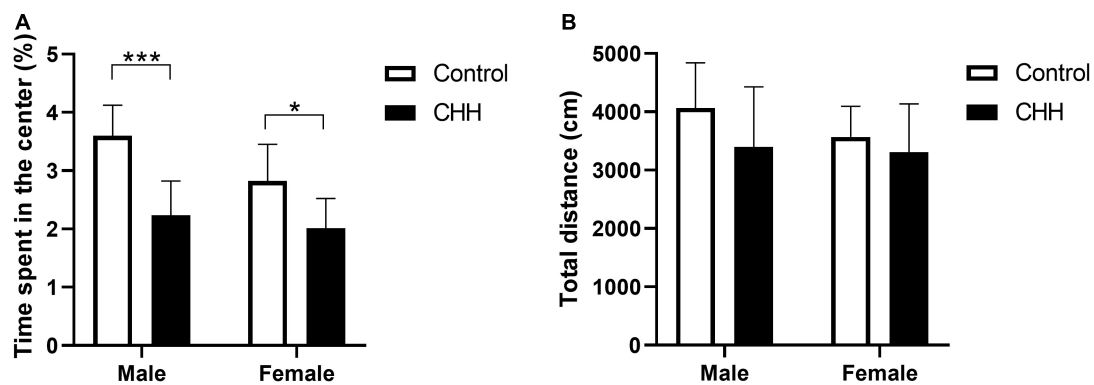 A
Time spent in the center (%)
5
4
3
2
1
0
***
*
Male
Female
Control
CHH
B
Total distance (cm)
5000
4000
3000
2000
1000
0
Male
Female
Control
CHH